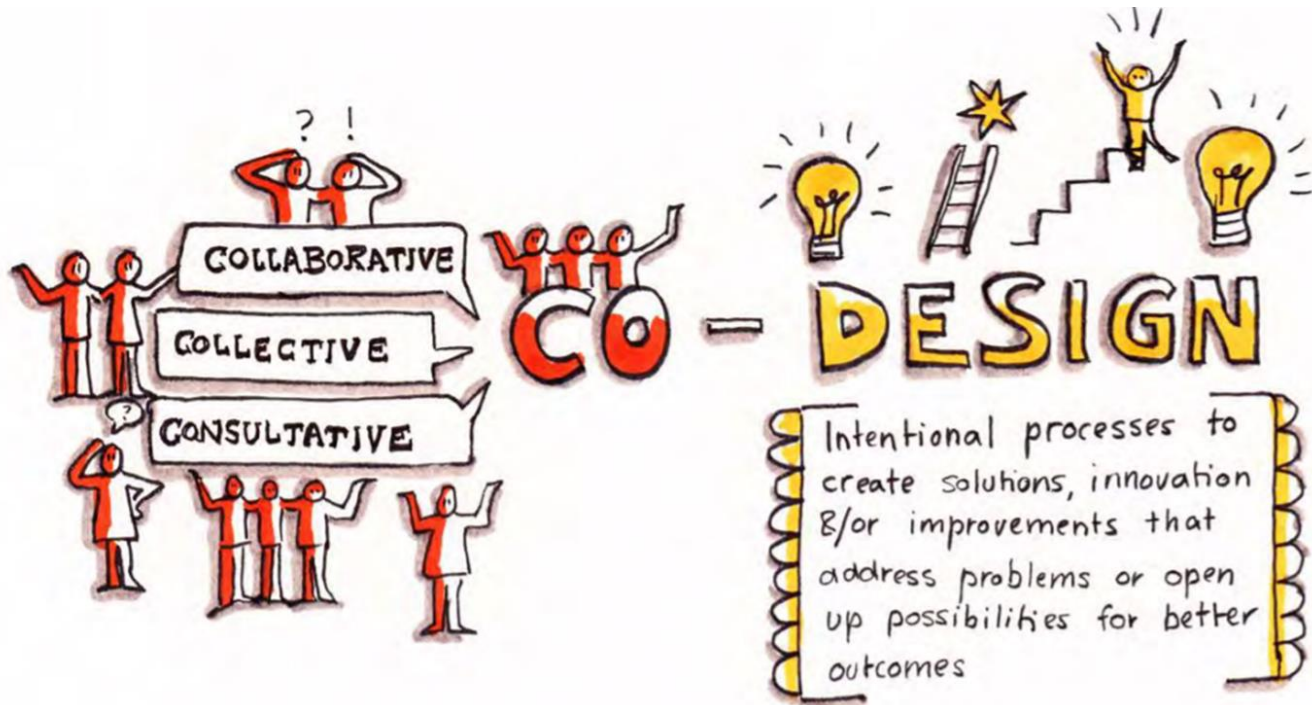 ? !
COLLABORATIVE
COLLECTIVE
?
CONSULTATIVE
CO - DESIGN
Intentional processes to
create solutions, innovation
&/or improvements that
address problems or open
up possibilities for better
outcomes